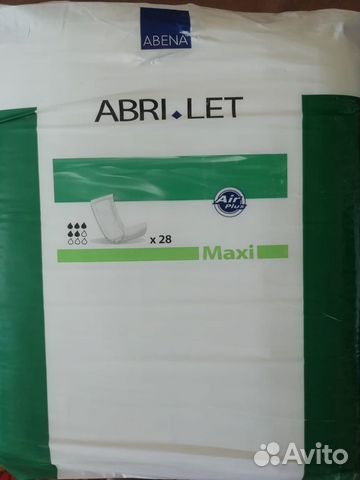 ABENA
ABRI LET
Air Plus
x 28
Maxi
Avito